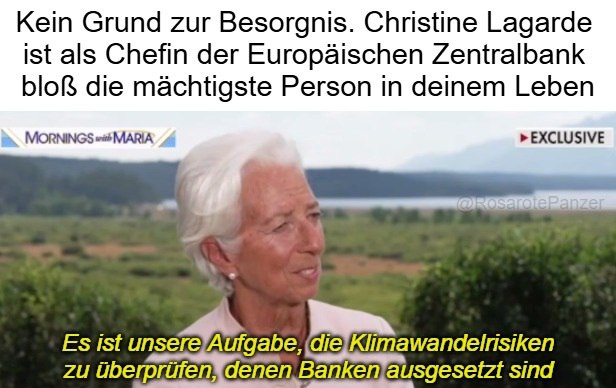 Kein Grund zur Besorgnis. Christine Lagarde
ist als Chefin der Europäischen Zentralbank
bloß die mächtigste Person in deinem Leben
MORNINGS with MARIA
▶EXCLUSIVE
@RosarotePanzer
Es ist unsere Aufgabe, die Klimawandelrisiken
zu überprüfen, denen Banken ausgesetzt sind